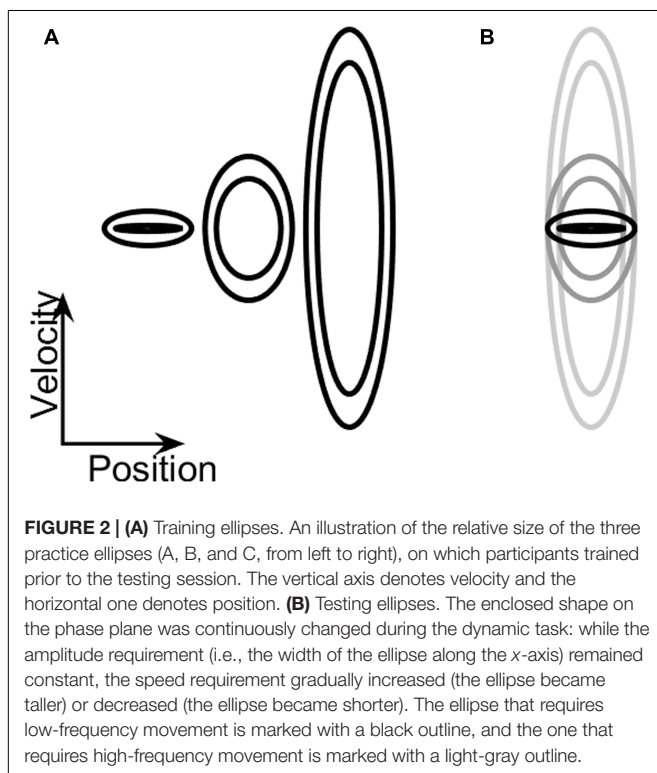 A
B
Velocity
Position
FIGURE 2 | (A) Training ellipses. An illustration of the relative size of the three
practice ellipses (A, B, and C, from left to right), on which participants trained
prior to the testing session. The vertical axis denotes velocity and the
horizontal one denotes position. (B) Testing ellipses. The enclosed shape on
the phase plane was continuously changed during the dynamic task: while the
amplitude requirement (i.e., the width of the ellipse along the x-axis) remained
constant, the speed requirement gradually increased (the ellipse became
taller) or decreased (the ellipse became shorter). The ellipse that requires
low-frequency movement is marked with a black outline, and the one that
requires high-frequency movement is marked with a light-gray outline.